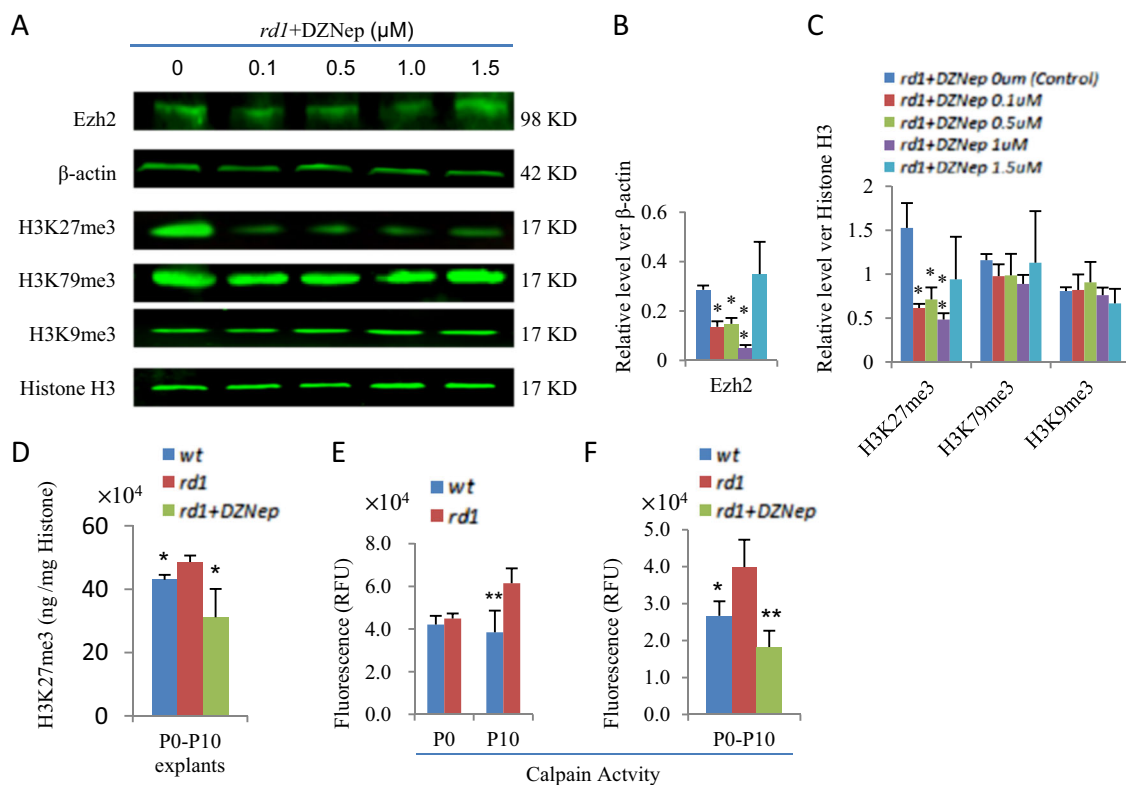 A
rd1+DZNep (μM)
0 0.1 0.5 1.0 1.5
Ezh2 98 KD
β-actin 42 KD
H3K27me3 17 KD
H3K79me3 17 KD
H3K9me3 17 KD
Histone H3 17 KD
B
Relative level ver β-actin
0.6
0.4
0.2
0
* * * *
Ezh2
C
rd1+DZNep 0um (Control)
rd1+DZNep 0.1uM
rd1+DZNep 0.5uM
rd1+DZNep 1uM
rd1+DZNep 1.5uM
Relative level ver Histone H3
2
1.5
1
0.5
0
* * * *
H3K27me3 H3K79me3 H3K9me3
D
wt
rd1
rd1+DZNep
×10⁴
H3K27me3 (ng /mg Histone)
60
40
20
×10⁴
* *
P0-P10
explants
E
wt
rd1
×10⁴
Fluorescence (RFU)
8.0
6.0
4.0
2.0
0.0
**
P0 P10
F
wt
rd1
rd1+DZNep
×10⁴
Fluorescence (RFU)
5.0
4.0
3.0
2.0
1.0
0.0
* **
P0-P10
Calpain Actvity